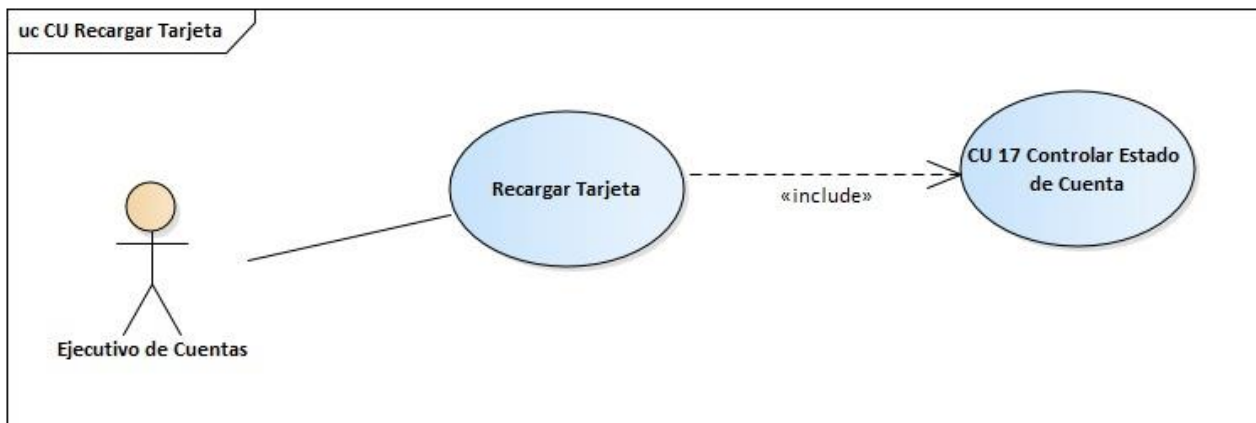 uc CU Recargar Tarjeta
Recargar Tarjeta
«include»
CU 17 Controlar Estado
de Cuenta
Ejecutivo de Cuentas